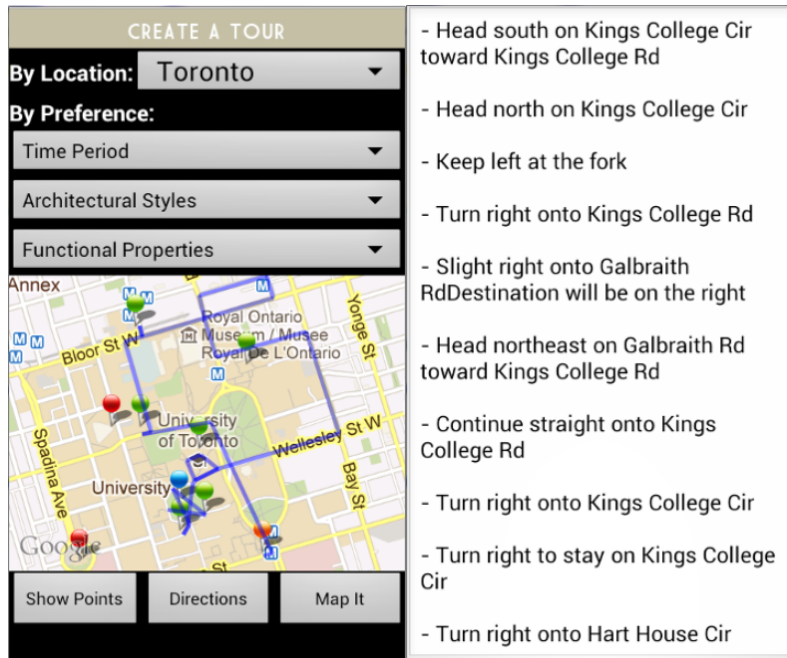 CREATE A TOUR
By Location:
Toronto
By Preference:
Time Period
Architectural Styles
Functional Properties
Annex
M
M
M
M
M
M
M
M
M
Royal Ontario
Museum / Musee
Royal De L'Ontario
Yonge St
Bloor St W
University
of Toronto
Wellesley St W
Spadina Ave
University
Bay St
Google
St
Show Points
Directions
Map It
- Head south on Kings College Cir
toward Kings College Rd
- Head north on Kings College Cir
- Keep left at the fork
- Turn right onto Kings College Rd
- Slight right onto Galbraith
RdDestination will be on the right
- Head northeast on Galbraith Rd
toward Kings College Rd
- Continue straight onto Kings
College Rd
- Turn right onto Kings College Cir
- Turn right to stay on Kings College
Cir
- Turn right onto Hart House Cir